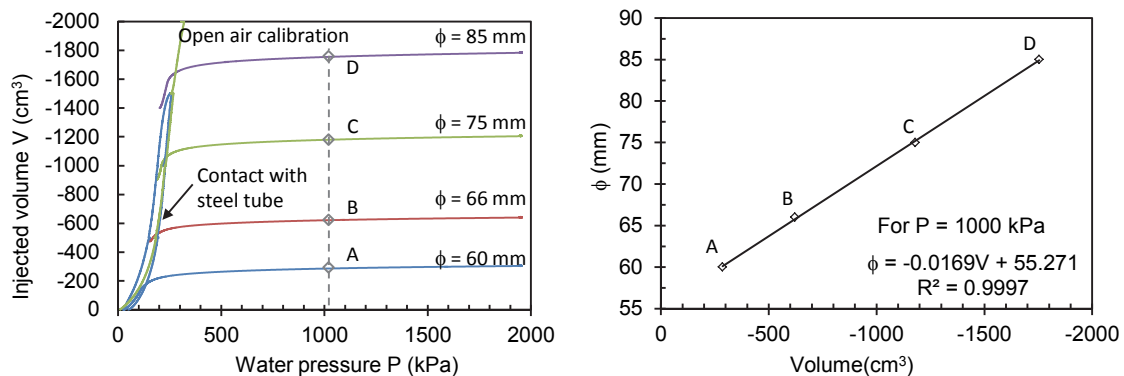 -2000
-1800
-1600
-1400
-1200
-1000
-800
-600
-400
-200
0
Injected volume V (cm³)
Open air calibration
ϕ = 85 mm
D
C
ϕ = 75 mm
Contact with
steel tube
B
ϕ = 66 mm
A
ϕ = 60 mm
0 500 1000 1500 2000
Water pressure P (kPa)
90
85
80
75
70
65
60
55
ϕ (mm)
D
C
B
A
For P = 1000 kPa
ϕ = -0.0169V + 55.271
R² = 0.9997
0 -500 -1000 -1500 -2000
Volume(cm³)